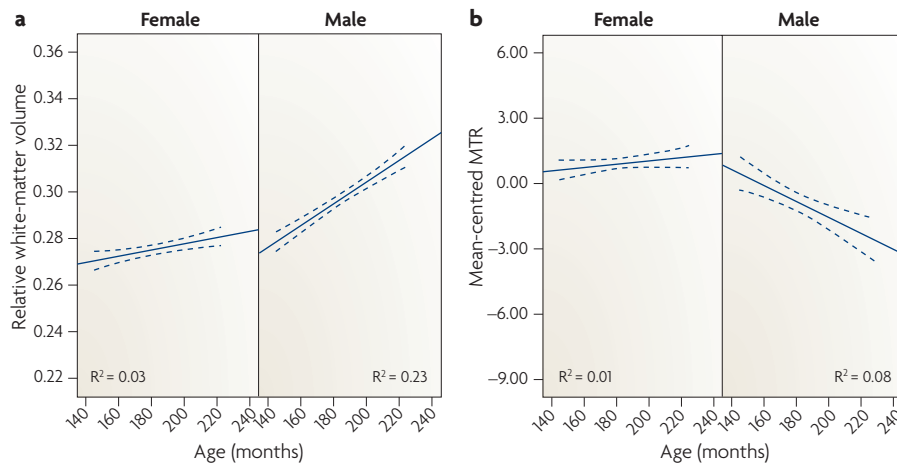 a
Female
Male
Relative white-matter volume
0.36
0.34
0.32
0.30
0.28
0.26
0.24
0.22
R² = 0.03
R² = 0.23
140 160 180 200 220 240 140 160 180 200 220 240
Age (months)
b
Female
Male
Mean-centred MTR
6.00
3.00
0.00
–3.00
–6.00
–9.00
R² = 0.01
R² = 0.08
140 160 180 200 220 240 140 160 180 200 220 240
Age (months)